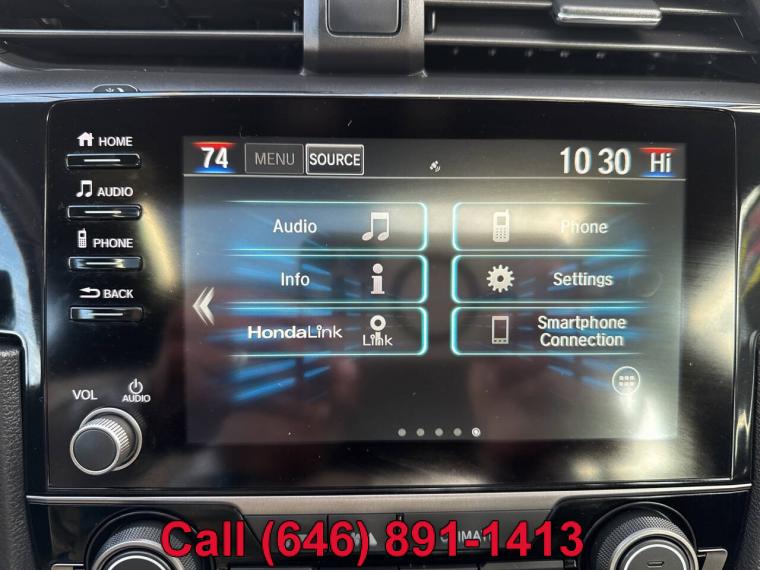 HOME
AUDIO
PHONE
BACK
VOL
AUDIO
74 MENU SOURCE 10 30 Hi
Audio Phone
Info Settings
HondaLink Link Smartphone
Connection
Call (646) 891-1413